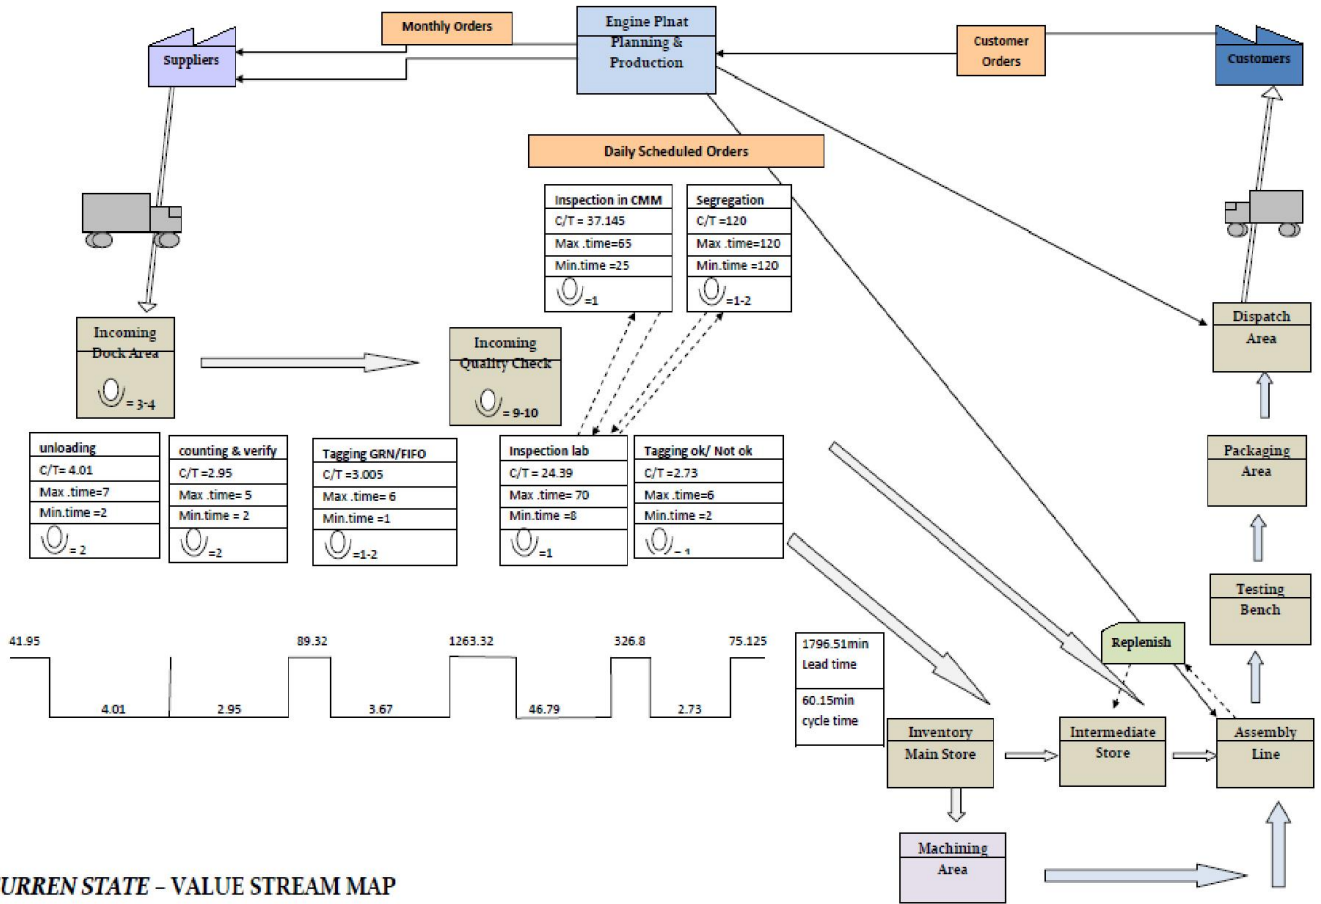 Monthly Orders
Engine Plnat
Planning &
Production
Customer
Orders
Suppliers
Customers
Daily Scheduled Orders
Inspection in CMM
C/T = 37.145
Max .time=65
Min.time =25
=1
Segregation
C/T =120
Max .time=120
Min.time =120
=1-2
Incoming
Dock Area
= 3-4
Incoming
Quality Check
= 9-10
Dispatch
Area
unloading
C/T= 4.01
Max .time=7
Min.time =2
= 2
counting & verify
C/T =2.95
Max .time= 5
Min.time = 2
=2
Tagging GRN/FIFO
C/T =3.005
Max .time= 6
Min.time =1
=1-2
Inspection lab
C/T = 24.39
Max .time= 70
Min.time =8
=1
Tagging ok/ Not ok
C/T =2.73
Max .time=6
Min.time =2
= 1
Packaging
Area
Testing
Bench
41.95
89.32
1263.32
326.8
75.125
4.01
2.95
3.67
46.79
2.73
1796.51min
Lead time
60.15min
cycle time
Replenish
Inventory
Main Store
Intermediate
Store
Assembly
Line
Machining
Area
URREN STATE – VALUE STREAM MAP